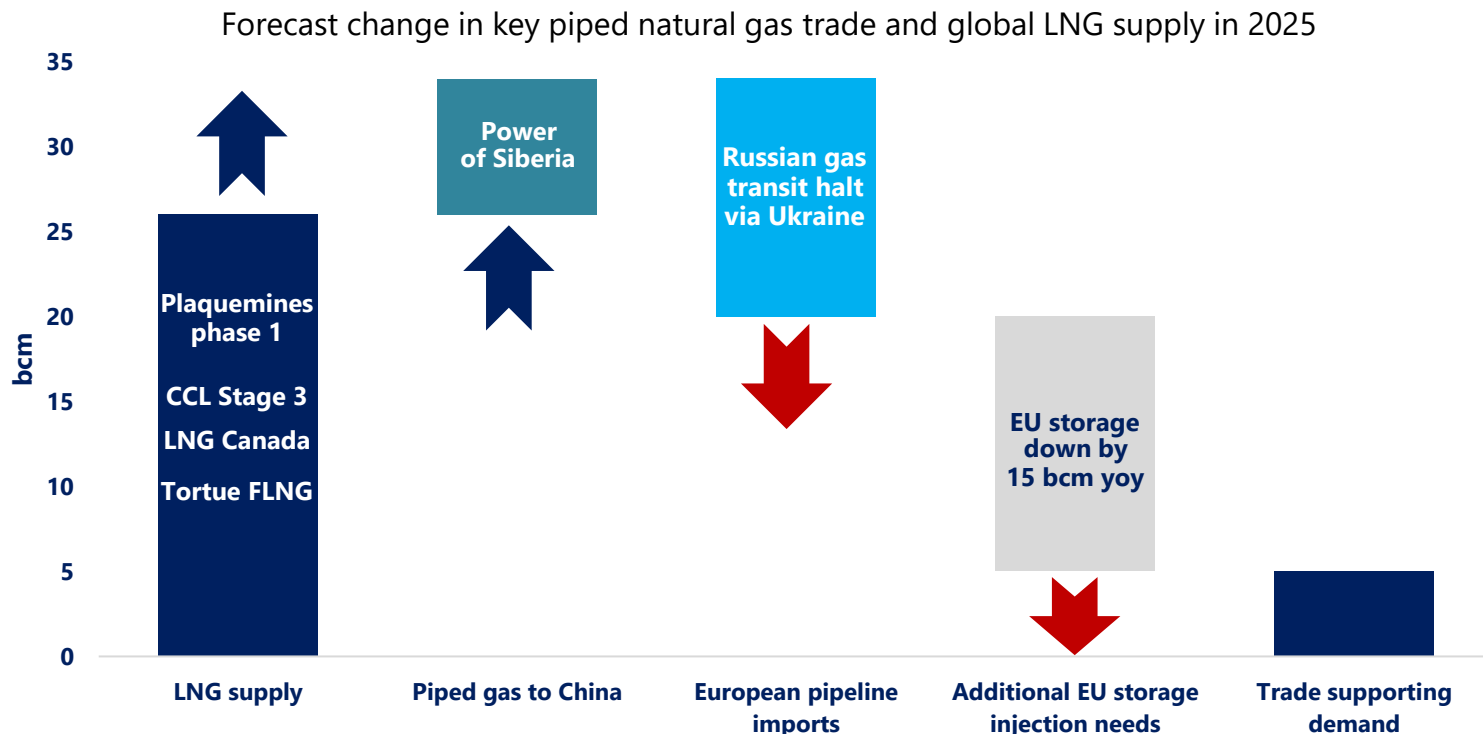 Forecast change in key piped natural gas trade and global LNG supply in 2025
35
30
25
20
15
10
5
0
bcm
Plaquemines
phase 1
CCL Stage 3
LNG Canada
Tortue FLNG
Power
of Siberia
Russian gas
transit halt
via Ukraine
EU storage
down by
15 bcm yoy
LNG supply
Piped gas to China
European pipeline
imports
Additional EU storage
injection needs
Trade supporting
demand